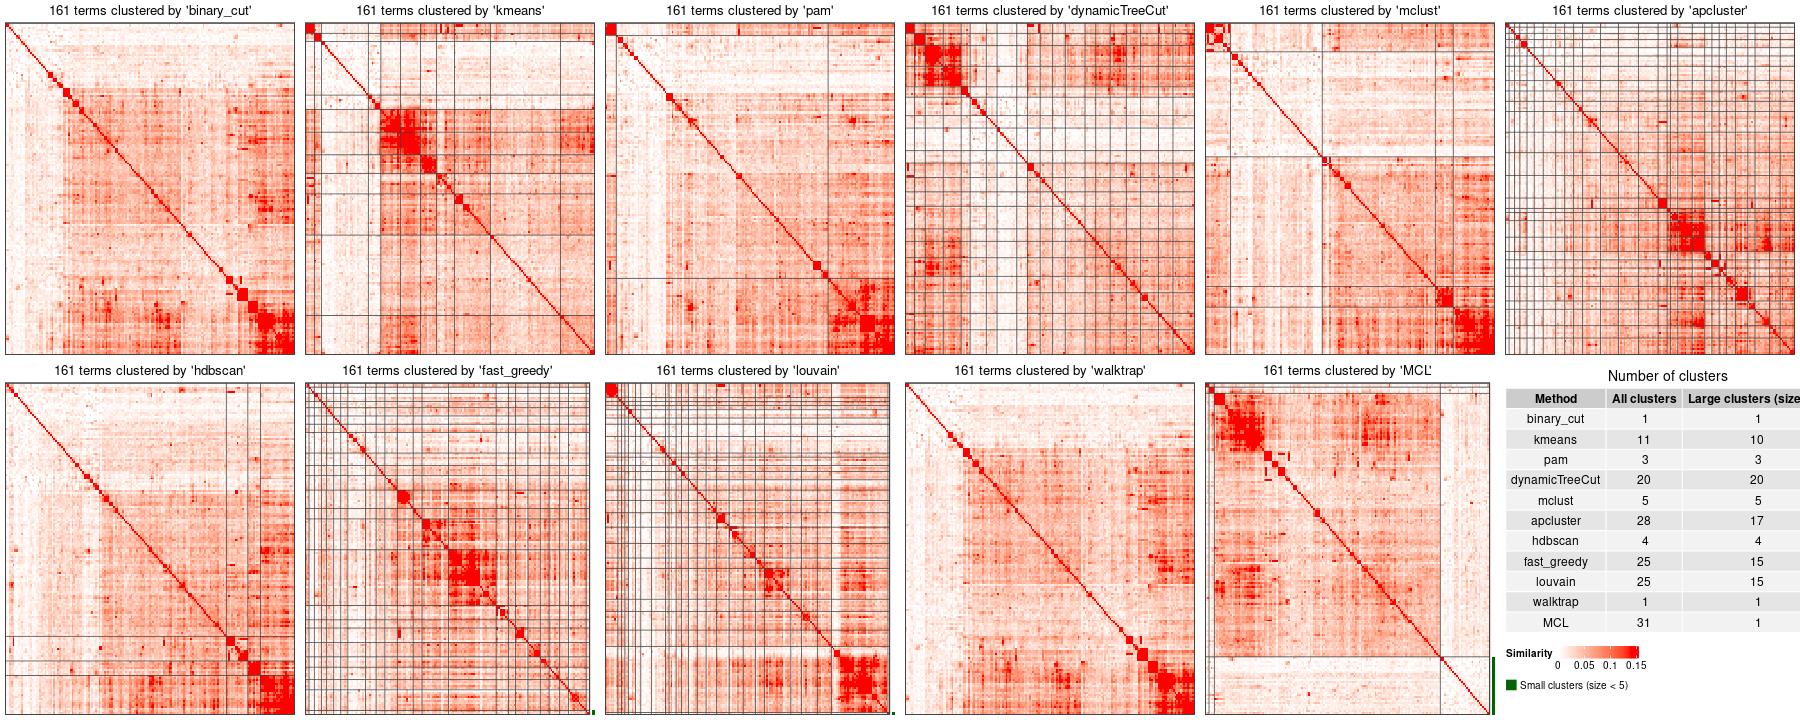 161 terms clustered by 'binary_cut'
161 terms clustered by 'kmeans'
161 terms clustered by 'pam'
161 terms clustered by 'dynamicTreeCut'
161 terms clustered by 'mclust'
161 terms clustered by 'apcluster'
161 terms clustered by 'hdbscan'
161 terms clustered by 'fast_greedy'
161 terms clustered by 'louvain'
161 terms clustered by 'walktrap'
161 terms clustered by 'MCL'
Number of clusters
Method All clusters Large clusters (size
binary_cut 1 1
kmeans 11 10
pam 3 3
dynamicTreeCut 20 20
mclust 5 5
apcluster 28 17
hdbscan 4 4
fast_greedy 25 15
louvain 25 15
walktrap 1 1
MCL 31 1
Similarity
0 0.05 0.1 0.15
Small clusters (size < 5)